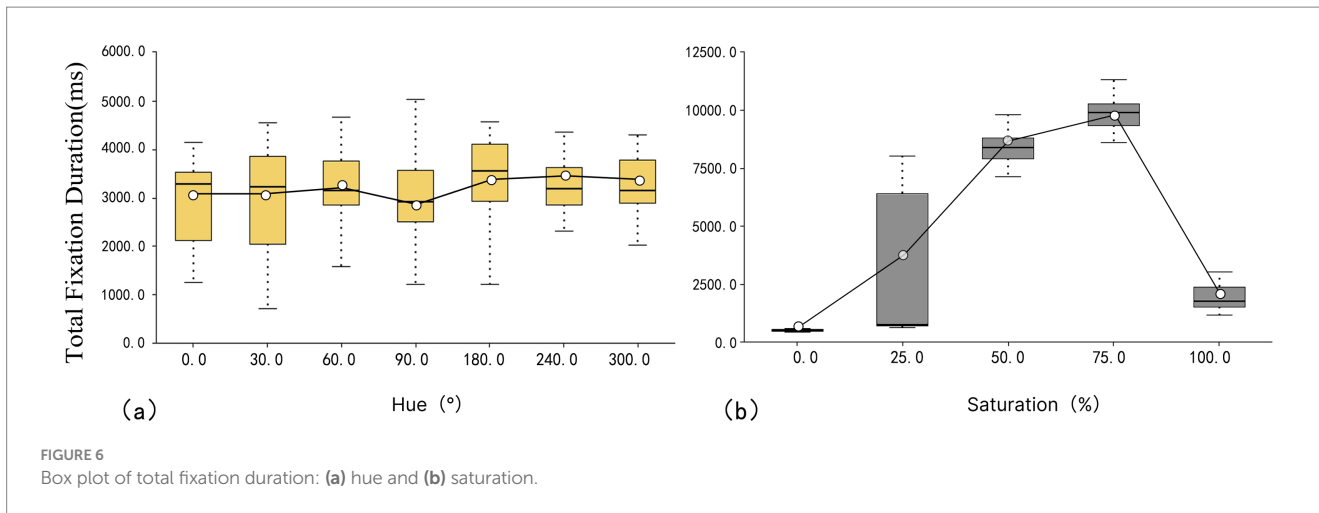 Total Fixation Duration(ms)
6000.0
5000.0
4000.0
3000.0
2000.0
1000.0
0.0
0.0 30.0 60.0 90.0 180.0 240.0 300.0
(a) Hue (°)
12500.0
10000.0
7500.0
5000.0
2500.0
0.0
0.0 25.0 50.0 75.0 100.0
(b) Saturation (%)
FIGURE 6
Box plot of total fixation duration: (a) hue and (b) saturation.